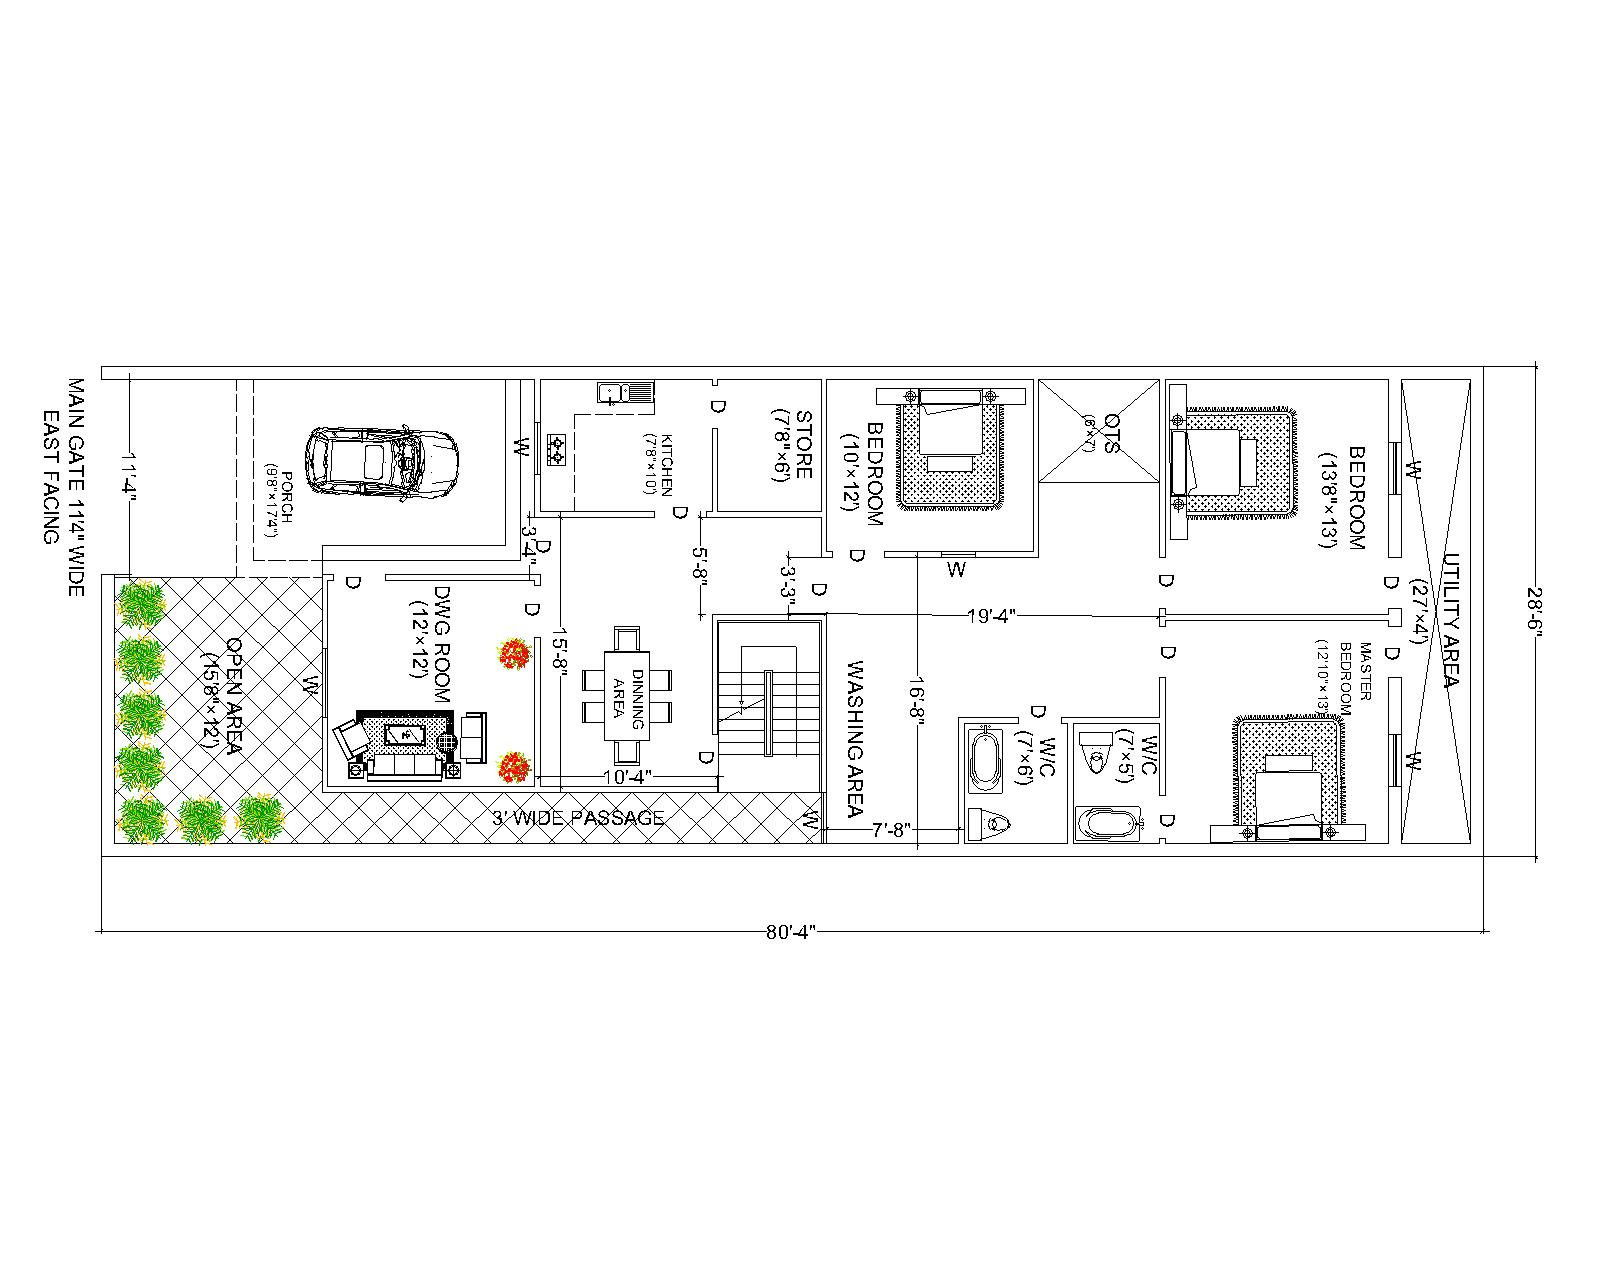 MAIN GATE 11'4" WIDE
EAST FACING
11'-4"
PORCH
(9'8"×17'4")
OPEN AREA
(15'8"×12')
W
D
DWG ROOM
(12'×12')
W
3'-4"
D
D
KITCHEN
(7'8"×10')
D
D
STORE
(7'8"×6')
15'-8"
5'-8"
3'-3"
D
D
DINNING
AREA
10'-4"
D
3' WIDE PASSAGE
W
BEDROOM
(10'×12')
W
D
WASHING AREA
16'-8"
7'-8"
19'-4"
OTS
(6'×7')
D
W/C
(7'×6')
W/C
(7'×5')
D
D
D
BEDROOM
(13'8"×13')
MASTER
BEDROOM
(12'10"×13')
D
D
W
W
UTILITY AREA
(27'×4')
28'-6"
80'-4"